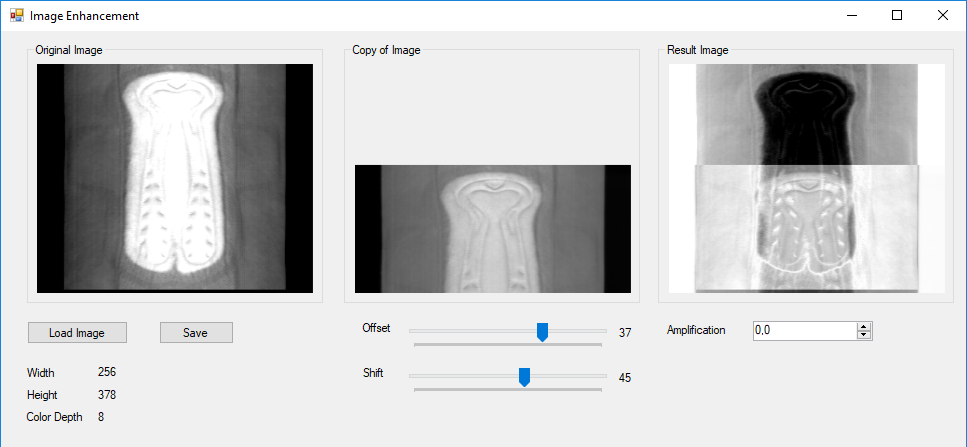 Image Enhancement
Original Image
Copy of Image
Result Image
Load Image
Save
Offset
37
Amplification
0,0
Shift
45
Width
256
Height
378
Color Depth
8